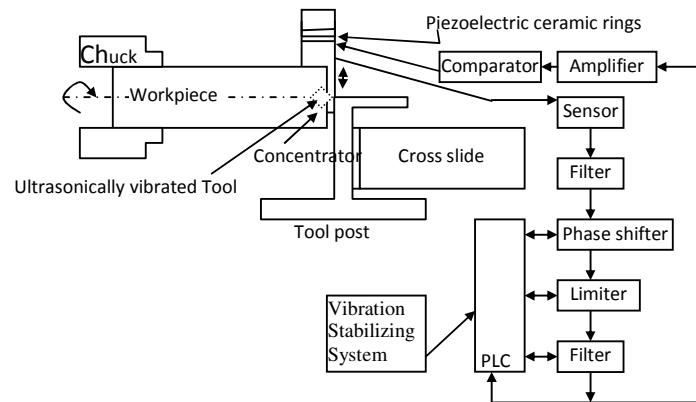 Piezoelectric ceramic rings
Chuck
Comparator
Amplifier
Workpiece
Sensor
Concentrator
Cross slide
Ultrasonically vibrated Tool
Filter
Tool post
Phase shifter
Vibration
Stabilizing
System
Limiter
PLC
Filter